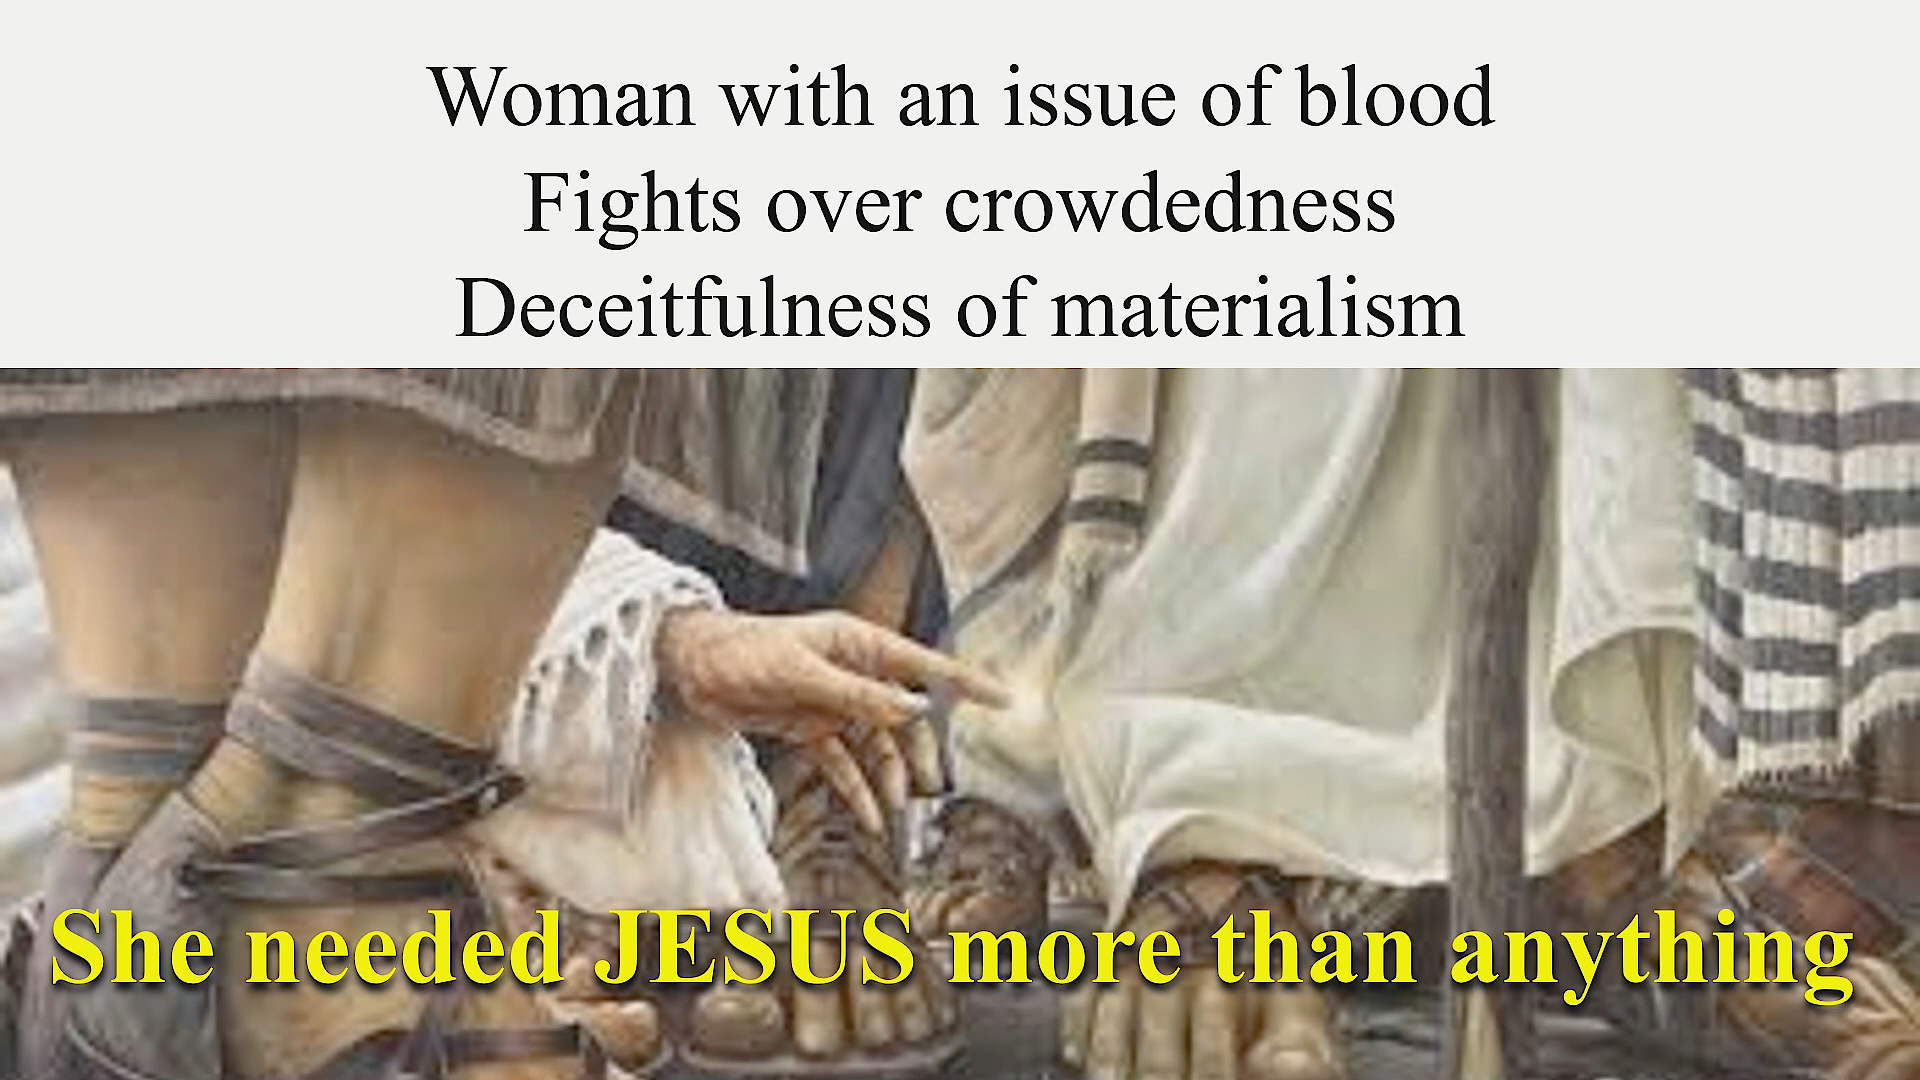 Woman with an issue of blood
Fights over crowdedness
Deceitfulness of materialism
She needed JESUS more than anything